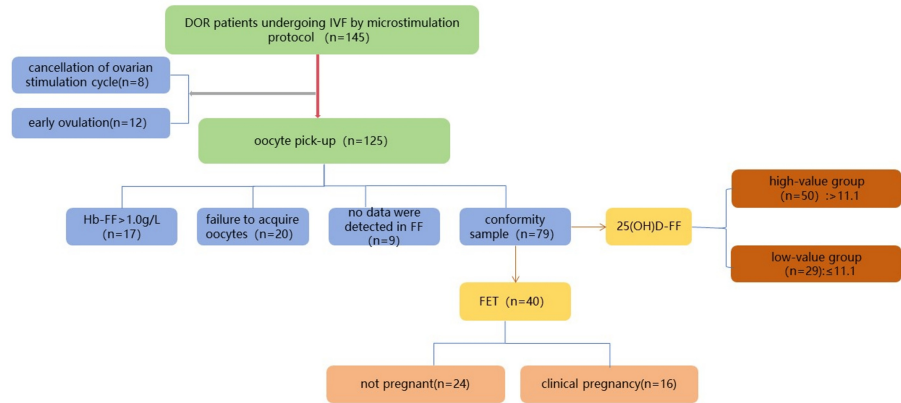 DOR patients undergoing IVF by microstimulation
protocol （n=145）
cancellation of ovarian
stimulation cycle(n=8)
early ovulation(n=12)
oocyte pick-up （n=125）
Hb-FF>1.0g/L
(n=17)
failure to acquire
oocytes（n=20）
no data were
detected in FF
(n=9)
conformity
sample（n=79）
25(OH)D-FF
high-value group
(n=50）:>11.1
low-value group
(n=29):≤11.1
FET（n=40）
not pregnant(n=24)
clinical pregnancy(n=16)